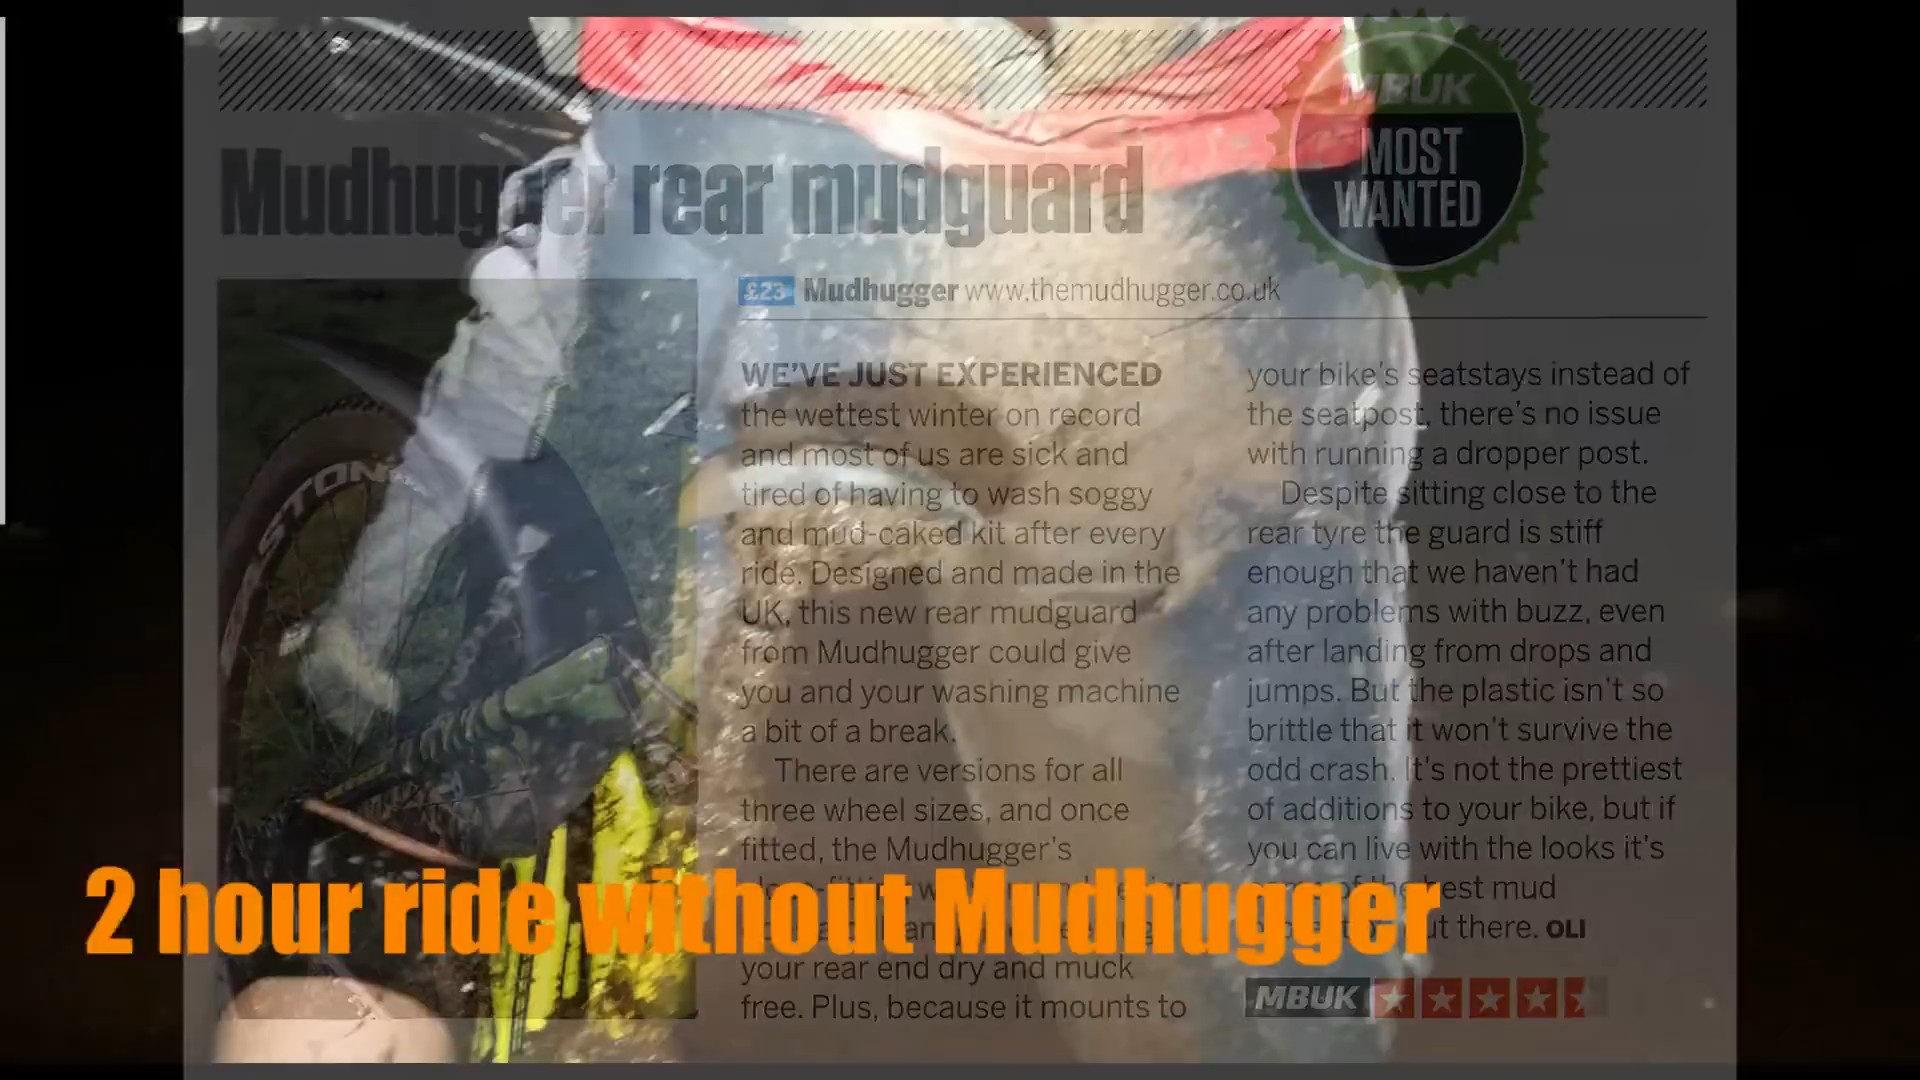 MBUK
MOST
WANTED
Mudhugger rear mudguard
£23 Mudhugger www.themudhugger.co.uk
STON
WE'VE JUST EXPERIENCED
the wettest winter on record
and most of us are sick and
tired of having to wash soggy
and mud-caked kit after every
ride. Designed and made in the
UK, this new rear mudguard
from Mudhugger could give
you and your washing machine
a bit of a break.
There are versions for all
three wheel sizes, and once
fitted, the Mudhugger's
your rear end dry and muck
free. Plus, because it mounts to
your bike's seatstays instead of
the seatpost, there's no issue
with running a dropper post.
Despite sitting close to the
rear tyre the guard is stiff
enough that we haven't had
any problems with buzz, even
after landing from drops and
jumps. But the plastic isn't so
brittle that it won't survive the
odd crash. It's not the prettiest
of additions to your bike, but if
you can live with the looks it's
of the best mud
out there. OLI
MBUK
2 hour ride without Mudhugger